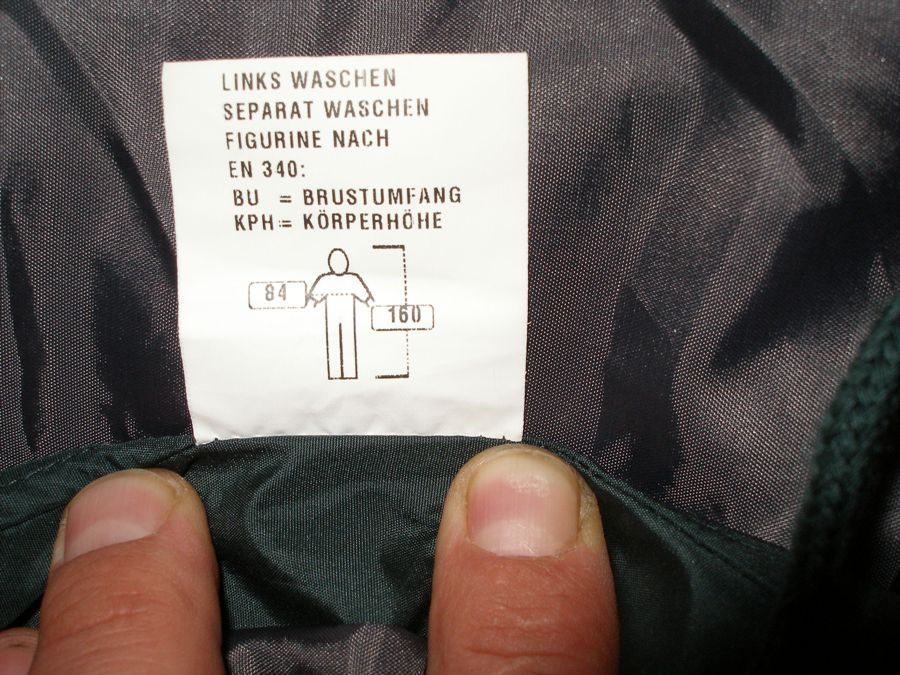 LINKS WASCHEN
SEPARAT WASCHEN
FIGURINE NACH
EN 340:
BU = BRUSTUMFANG
KPH = KÖRPERHÖHE
84
160